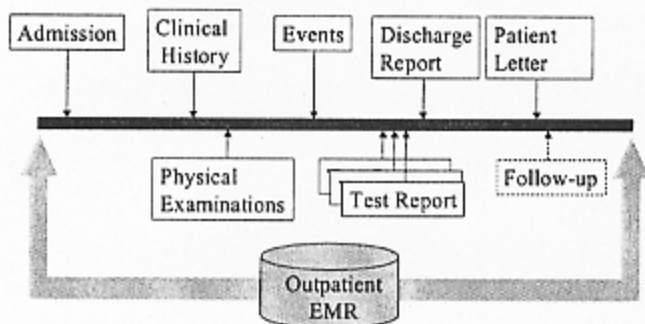 Admission
Clinical
History
Events
Discharge
Report
Patient
Letter
Physical
Examinations
Test Report
Follow-up
Outpatient
EMR